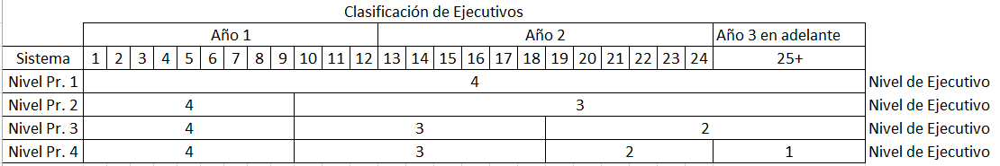 Clasificación de Ejecutivos
Año 1 Año 2 Año 3 en adelante
Sistema 1 2 3 4 5 6 7 8 9 10 11 12 13 14 15 16 17 18 19 20 21 22 23 24 25+
Nivel Pr. 1 4 Nivel de Ejecutivo
Nivel Pr. 2 4 3 Nivel de Ejecutivo
Nivel Pr. 3 4 3 2 Nivel de Ejecutivo
Nivel Pr. 4 4 3 2 1 Nivel de Ejecutivo